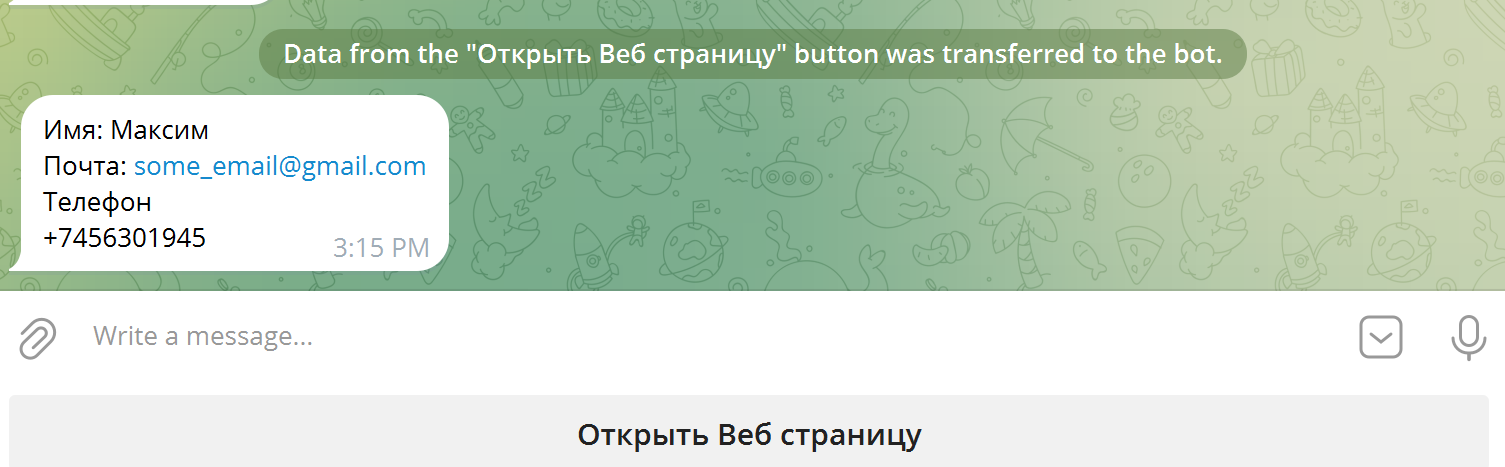 Data from the "Открыть Веб страницу" button was transferred to the bot.
Имя: Максим
Почта: some_email@gmail.com
Телефон
+7456301945
3:15 PM
Write a message...
Открыть Веб страницу